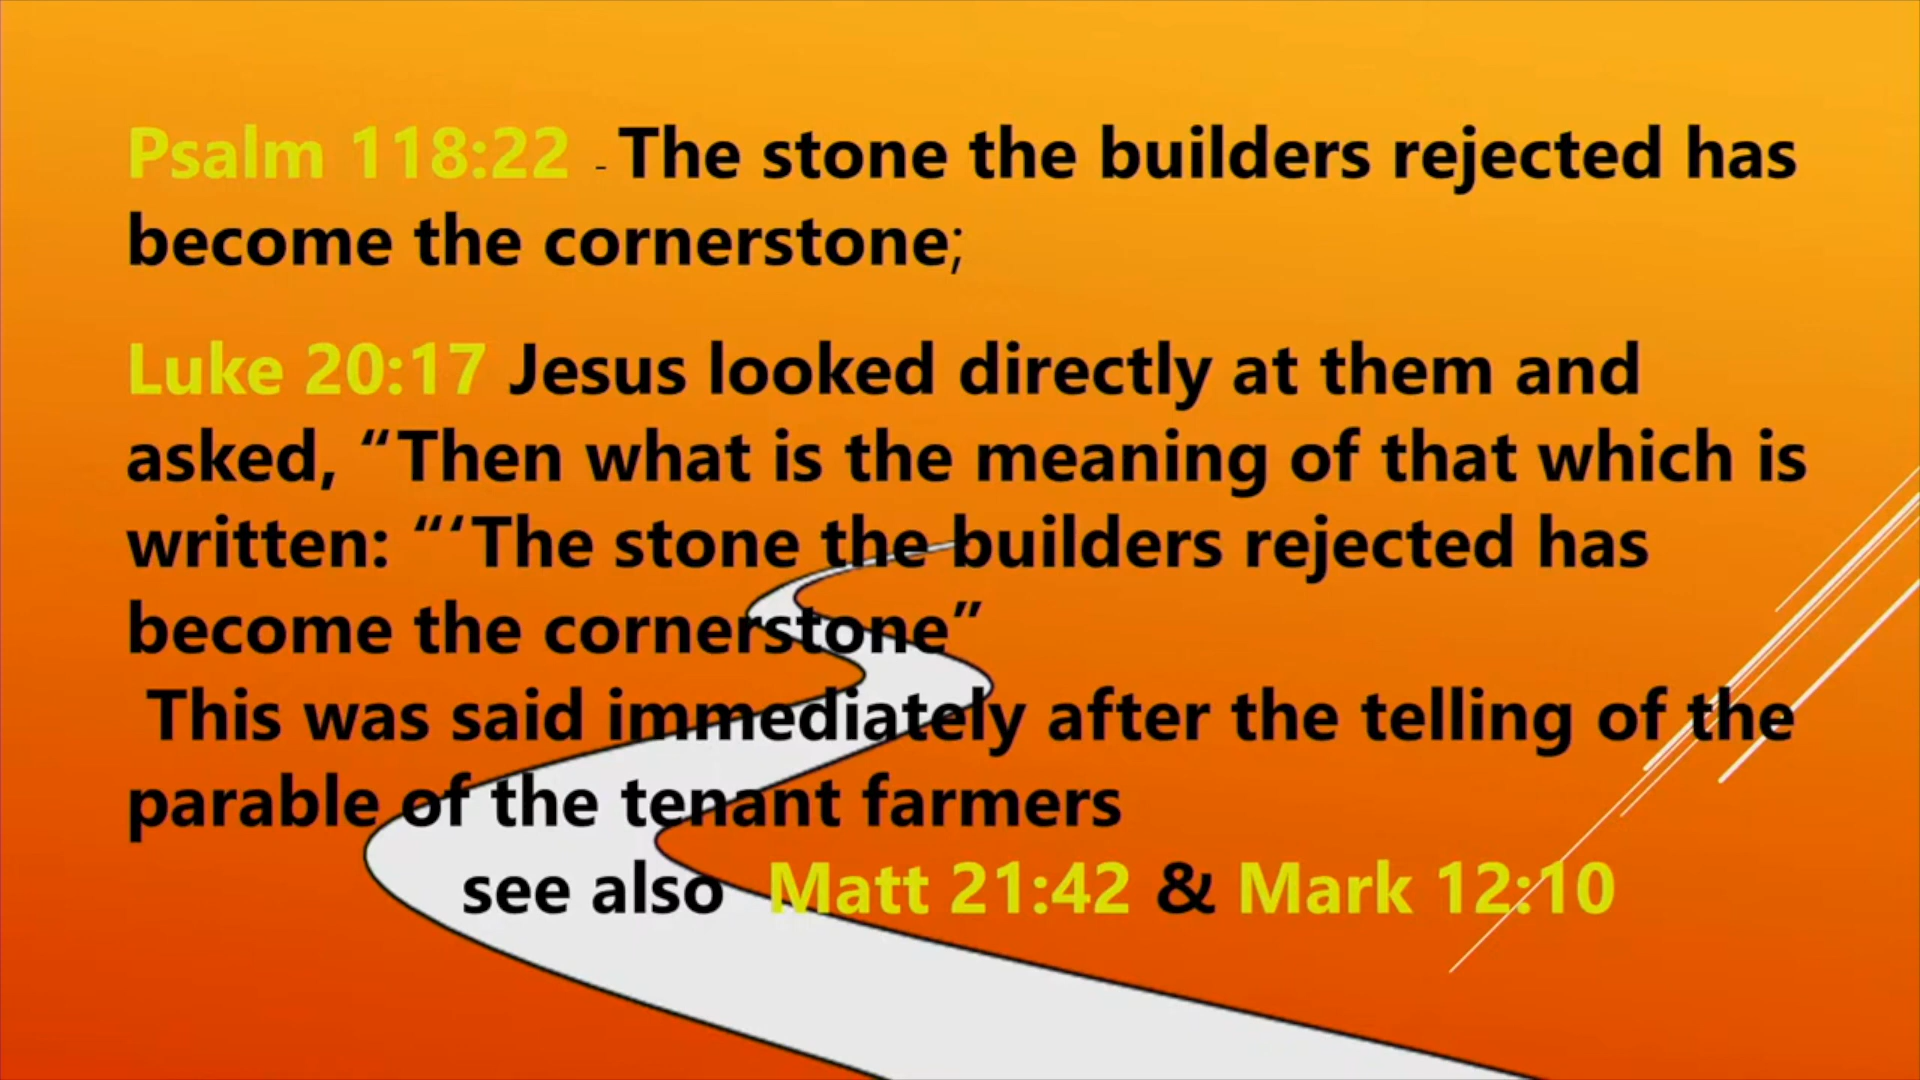 Psalm 118:22 - The stone the builders rejected has
become the cornerstone;
Luke 20:17 Jesus looked directly at them and
asked, “Then what is the meaning of that which is
written: “‘The stone the builders rejected has
become the cornerstone”
This was said immediately after the telling of the
parable of the tenant farmers
see also Matt 21:42 & Mark 12:10